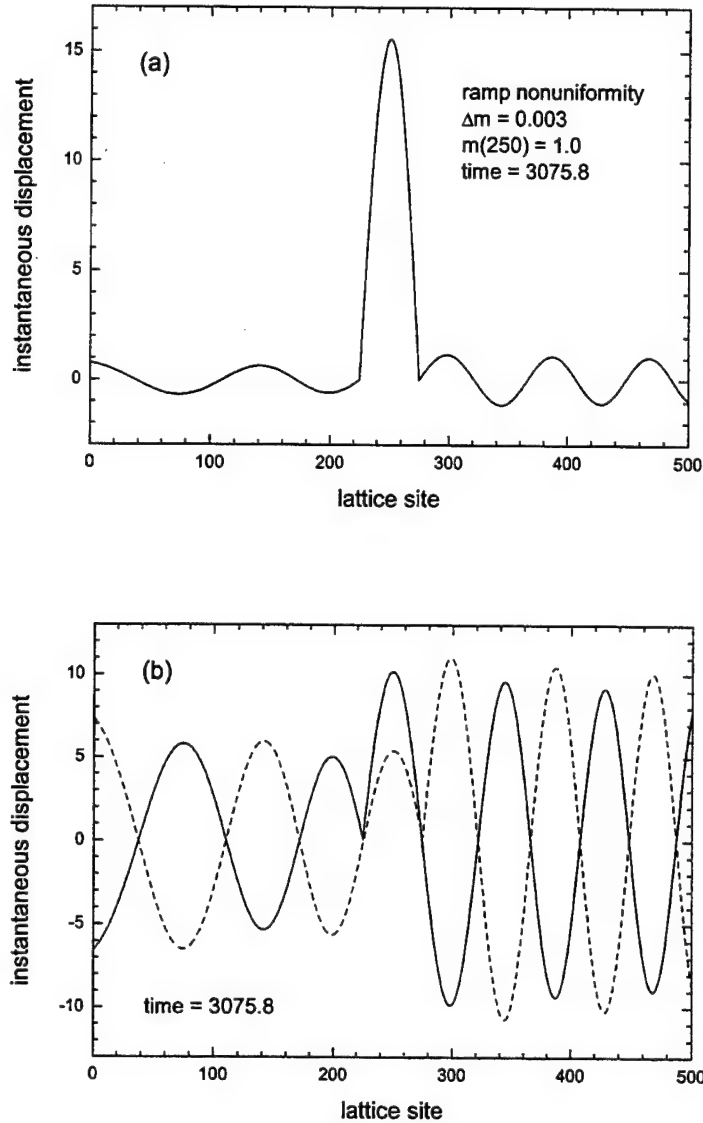 15
10
5
0
instantaneous displacement
(a)
ramp nonuniformity
Δm = 0.003
m(250) = 1.0
time = 3075.8
0
100
200
300
400
500
lattice site
10
5
0
-5
-10
instantaneous displacement
(b)
time = 3075.8
0
100
200
300
400
500
lattice site